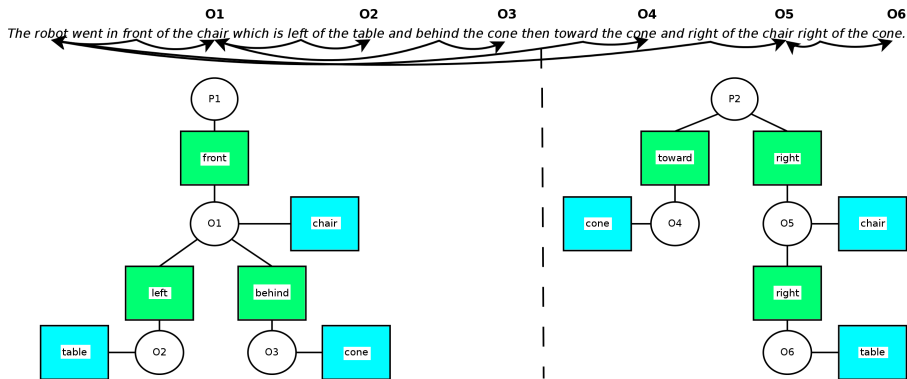 O1 O2 O3 O4 O5 O6
The robot went in front of the chair which is left of the table and behind the cone then toward the cone and right of the chair right of the cone.
P1 P2
front toward right
O1 chair cone O4 O5 chair
left behind right
table O2 O3 cone O6 table